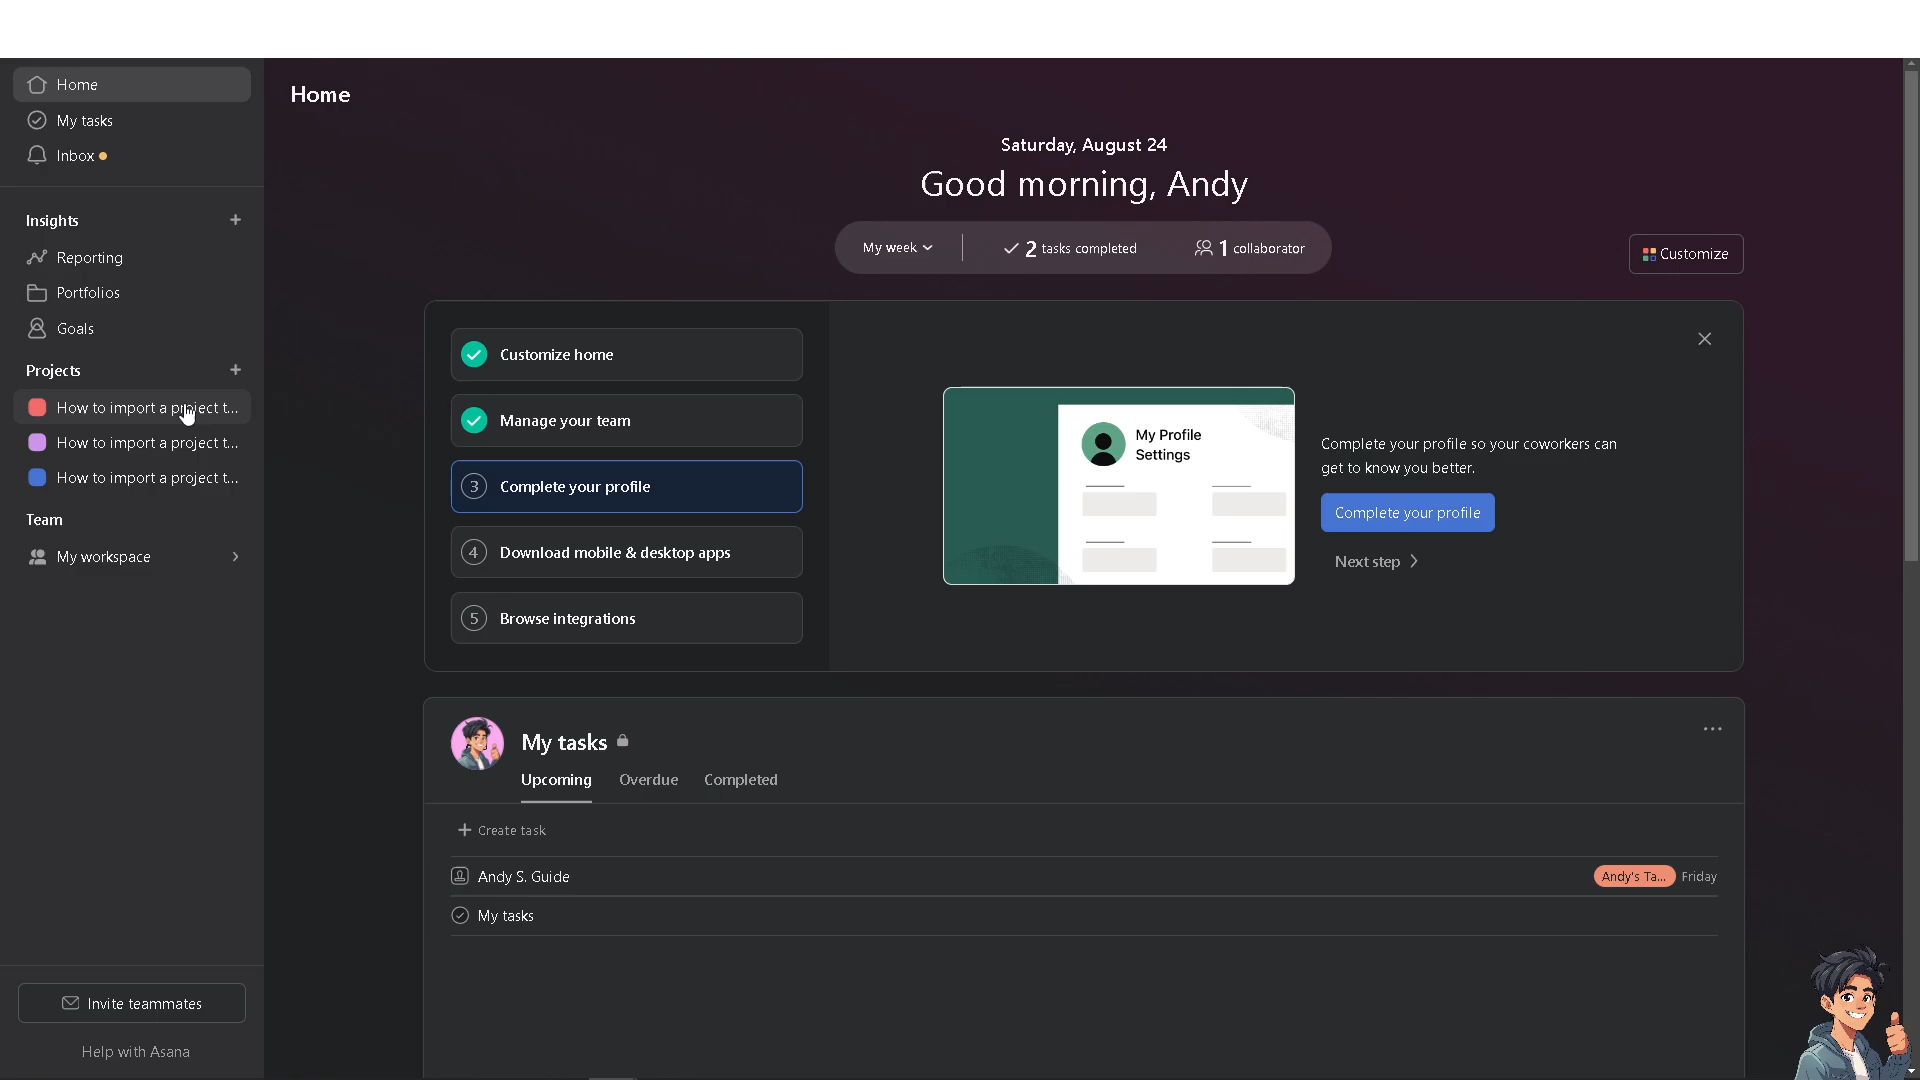 Home
My tasks
Inbox
Insights
Reporting
Portfolios
Goals
Projects
How to import a project t...
How to import a project t...
How to import a project t...
Team
My workspace
Invite teammates
Help with Asana
Home
Saturday, August 24
Good morning, Andy
My week
2 tasks completed
1 collaborator
Customize
Customize home
Manage your team
3 Complete your profile
4 Download mobile & desktop apps
5 Browse integrations
My Profile
Settings
Complete your profile so your coworkers can
get to know you better.
Complete your profile
Next step
My tasks
Upcoming Overdue Completed
Create task
Andy S. Guide Andy's Ta... Friday
My tasks